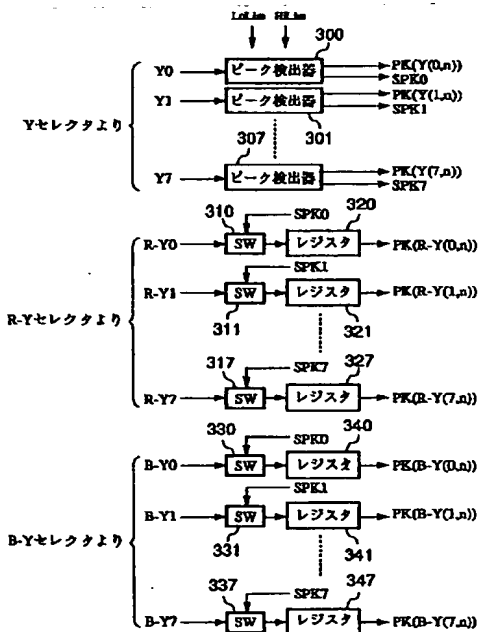 LoLim HiLim
300
Y0 ピーク検出器 PK(Y(0,n))
SPK0
Y1 ピーク検出器 PK(Y(1,n))
SPK1
301
Yセレクタより
307
Y7 ピーク検出器 PK(Y(7,n))
SPK7
310 SPK0 320
R-Y0 SW レジスタ PK(R-Y(0,n))
SPK1
R-Y1 SW レジスタ PK(R-Y(1,n))
311 321
R-Yセレクタより
317 SPK7 327
R-Y7 SW レジスタ PK(R-Y(7,n))
330 SPK0 340
B-Y0 SW レジスタ PK(B-Y(0,n))
SPK1
B-Y1 SW レジスタ PK(B-Y(1,n))
331 341
B-Yセレクタより
337 SPK7 347
B-Y7 SW レジスタ PK(B-Y(7,n))